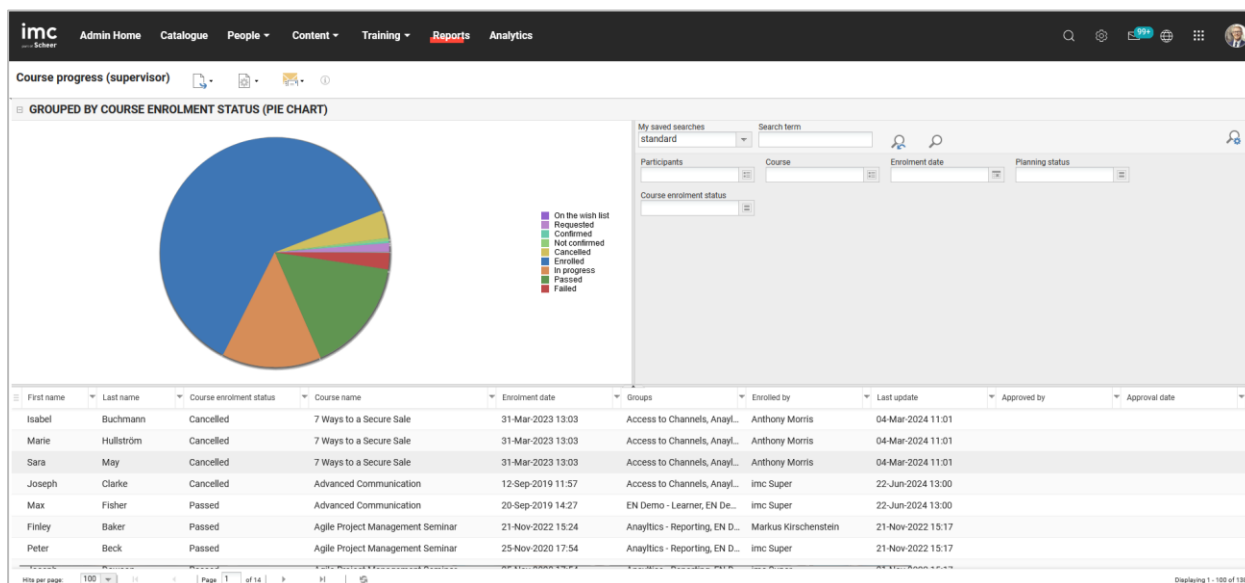 imc
Scheer
Admin Home Catalogue People Content Training Reports Analytics
99+
Course progress (supervisor)
GROUPED BY COURSE ENROLMENT STATUS (PIE CHART)
My saved searches Search term
standard
Participants Course Enrolment date Planning status
Course enrolment status
On the wish list
Requested
Confirmed
Not confirmed
Cancelled
Enrolled
In progress
Passed
Failed
First name Last name Course enrolment status Course name Enrolment date Groups Enrolled by Last update Approved by Approval date
Isabel Buchmann Cancelled 7 Ways to a Secure Sale 31-Mar-2023 13:03 Access to Channels, Anayl... Anthony Morris 04-Mar-2024 11:01
Marie Hullström Cancelled 7 Ways to a Secure Sale 31-Mar-2023 13:03 Access to Channels, Anayl... Anthony Morris 04-Mar-2024 11:01
Sara May Cancelled 7 Ways to a Secure Sale 31-Mar-2023 13:03 Access to Channels, Anayl... Anthony Morris 04-Mar-2024 11:01
Joseph Clarke Cancelled Advanced Communication 12-Sep-2019 11:57 Access to Channels, Anayl... imc Super 22-Jun-2024 13:00
Max Fisher Passed Advanced Communication 20-Sep-2019 14:27 EN Demo - Learner, EN De... imc Super 22-Jun-2024 13:00
Finley Baker Passed Agile Project Management Seminar 21-Nov-2022 15:24 Anayltics - Reporting, EN D... Markus Kirschenstein 21-Nov-2022 15:17
Peter Beck Passed Agile Project Management Seminar 25-Nov-2020 17:54 Anayltics - Reporting, EN D... imc Super 21-Nov-2022 15:17
Hits per page: 100 Page 1 of 14 Displaying 1 - 100 of